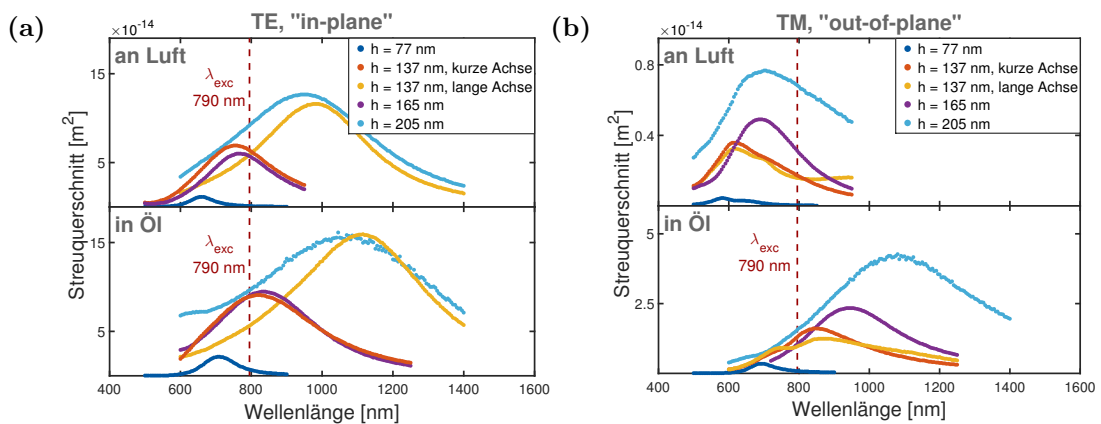 (a)
TE, "in-plane"
×10⁻¹⁴
an Luft
λexc
790 nm
h = 77 nm
h = 137 nm, kurze Achse
h = 137 nm, lange Achse
h = 165 nm
h = 205 nm
15
5
in Öl
λexc
790 nm
15
5
Streuquerschnitt [m²]
400 600 800 1000 1200 1400 1600
Wellenlänge [nm]
(b)
TM, "out-of-plane"
×10⁻¹⁴
an Luft
λexc
790 nm
h = 77 nm
h = 137 nm, kurze Achse
h = 137 nm, lange Achse
h = 165 nm
h = 205 nm
0.8
0.4
in Öl
λexc
790 nm
5
2.5
Streuquerschnitt [m²]
400 600 800 1000 1200 1400 1600
Wellenlänge [nm]